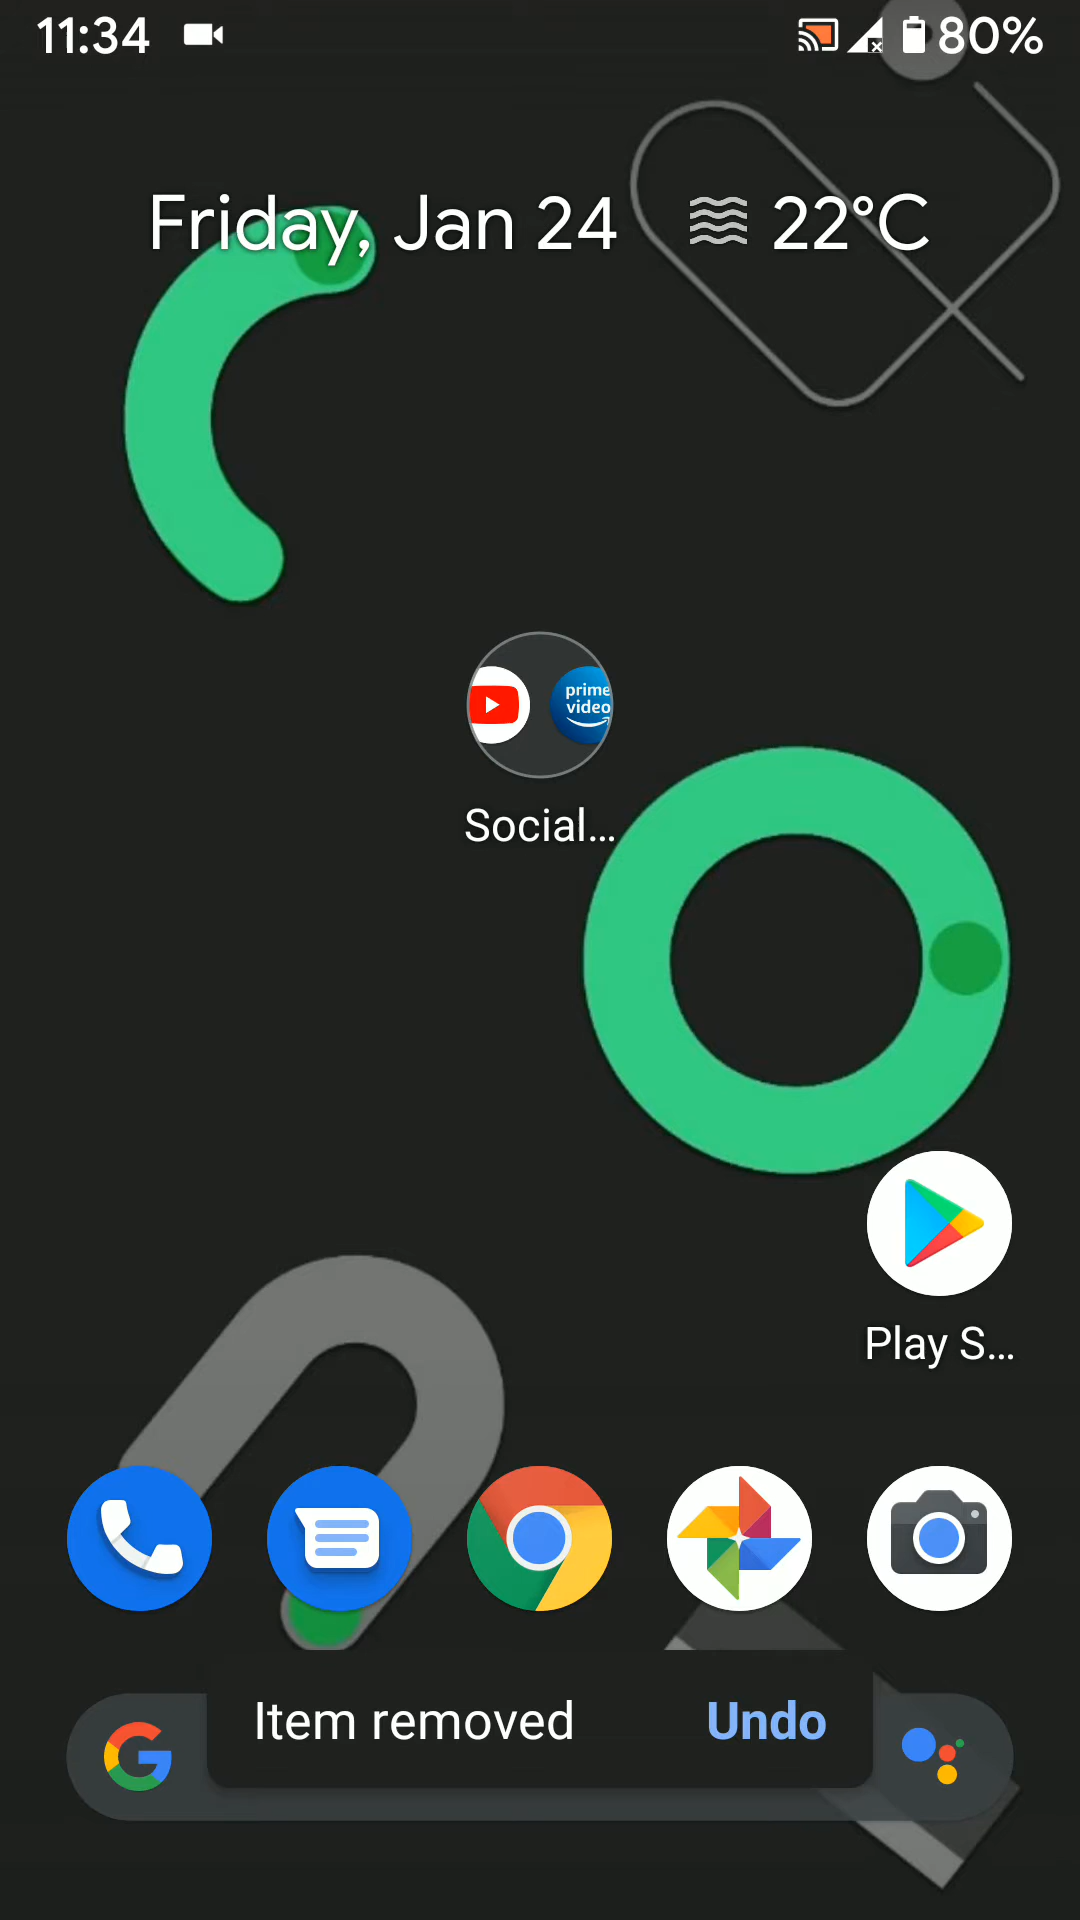 11:34 80%
Friday, Jan 24 22°C
prime
video
Social...
Play S...
Item removed Undo